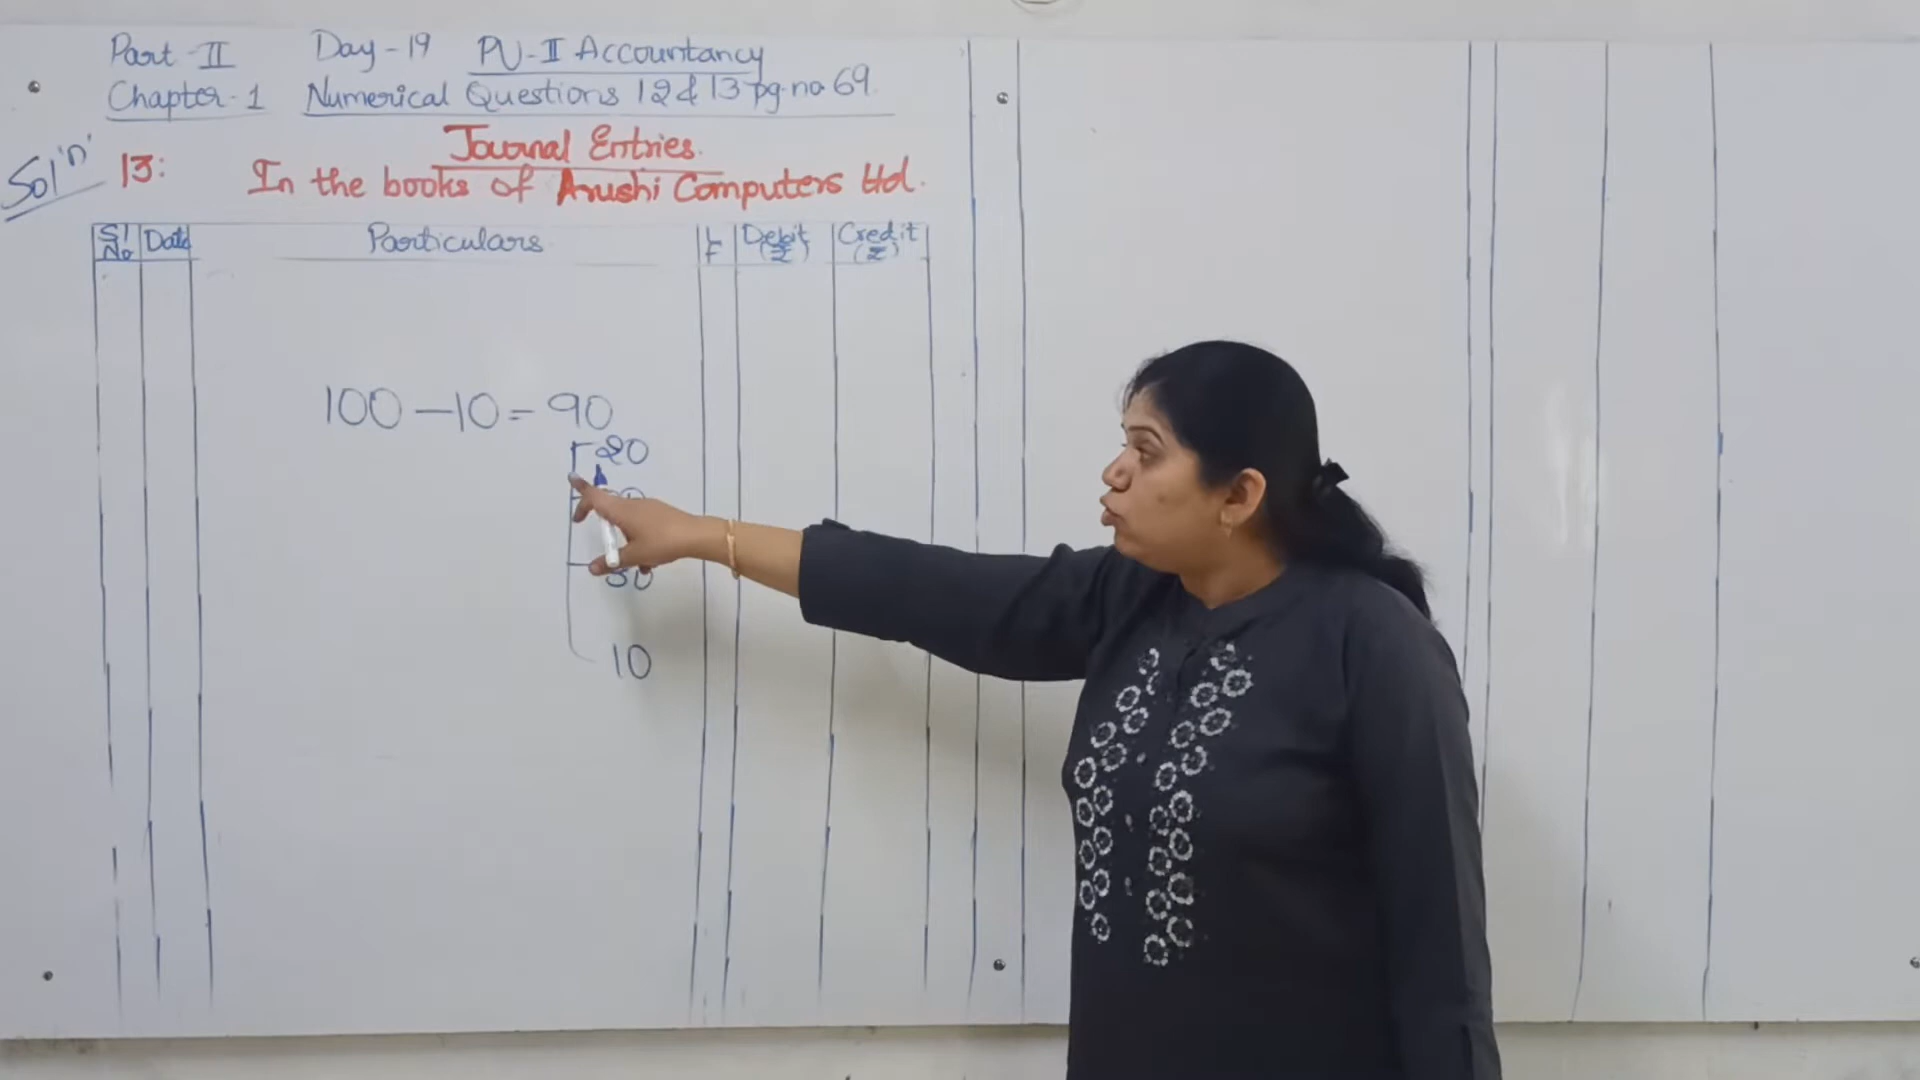 Part-II Day-19 PU-II Accountancy
Chapter-1 Numerical Questions 12 & 13 pg.no 69.
Journal Entries.
Sol'n' 13: In the books of Arushi Computers Ltd.
Sl No Date Particulars L F Debit (₹) Credit (₹)
100 - 10 = 90
20
30
10